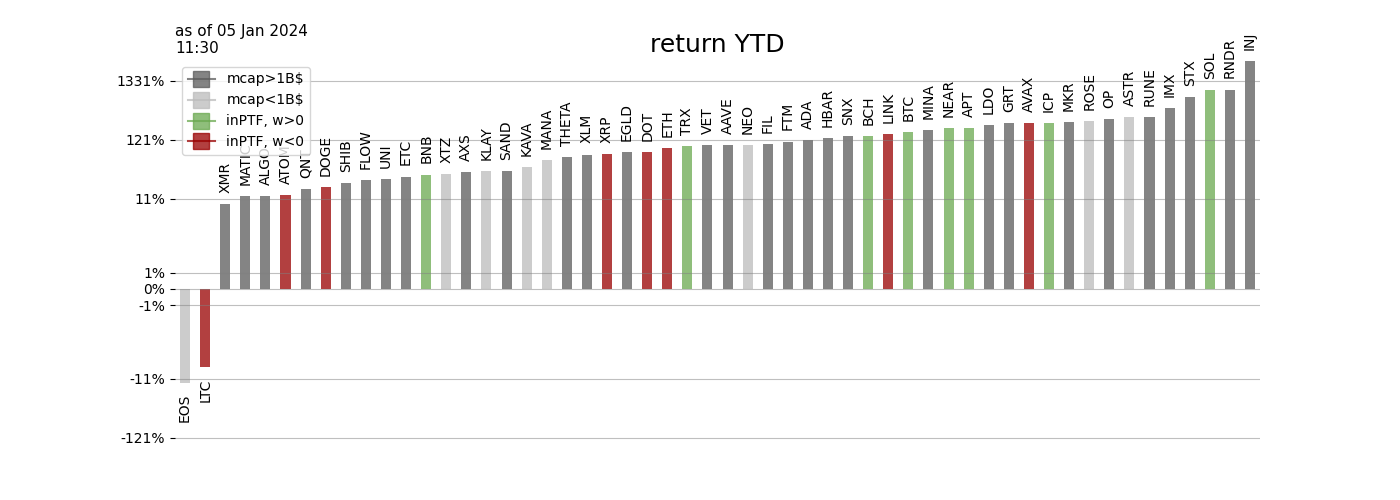 as of 05 Jan 2024
11:30
return YTD
mcap>1B$
mcap<1B$
inPTF, w>0
inPTF, w<0
1331%
121%
11%
1%
0%
-1%
-11%
-121%
EOS
LTC
XMR
MATIC
ALGO
ATOM
QNT
DOGE
SHIB
FLOW
UNI
ETC
BNB
XTZ
AXS
KLAY
SAND
KAVA
MANA
THETA
XLM
XRP
EGLD
DOT
ETH
TRX
VET
AAVE
NEO
FIL
FTM
ADA
HBAR
SNX
BCH
LINK
BTC
MINA
NEAR
APT
LDO
GRT
AVAX
ICP
MKR
ROSE
OP
ASTR
RUNE
IMX
STX
SOL
RNDR
INJ